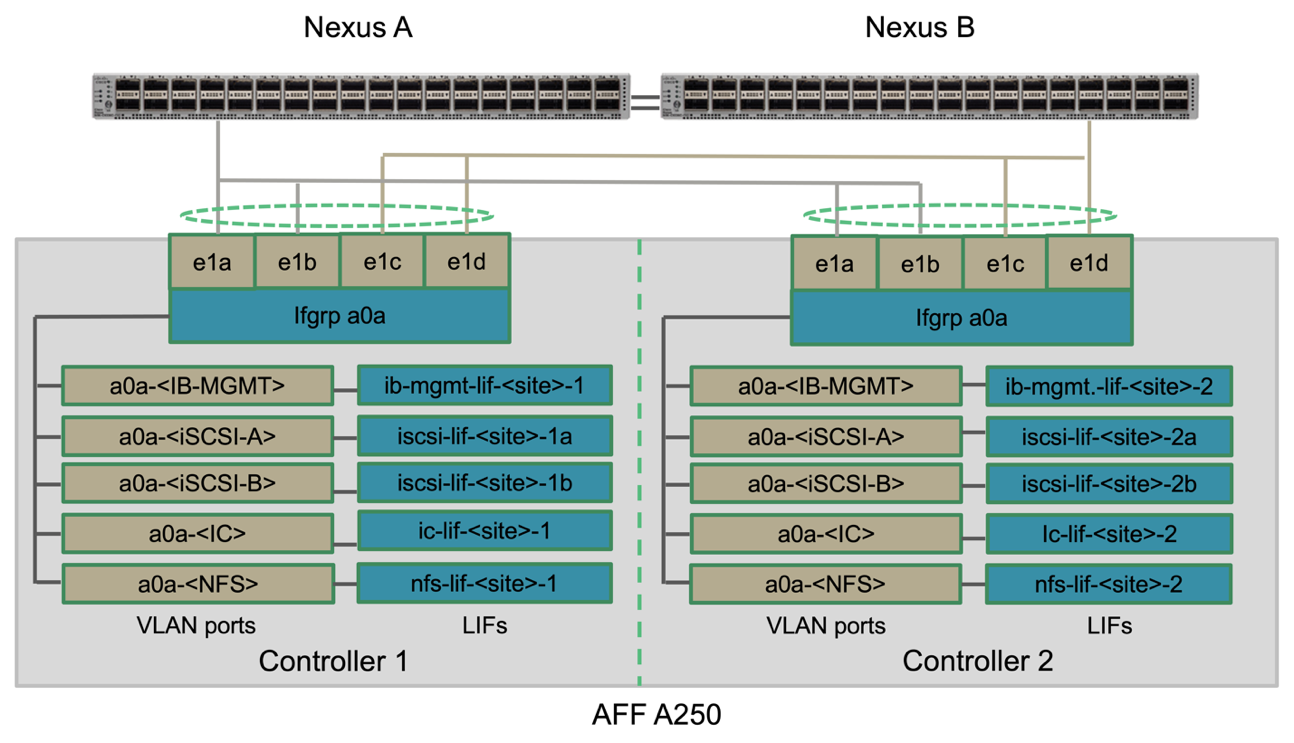 Nexus A
Nexus B
e1a
e1b
e1c
e1d
Ifgrp a0a
a0a-<IB-MGMT>
ib-mgmt-lif-<site>-1
a0a-<iSCSI-A>
iscsi-lif-<site>-1a
a0a-<iSCSI-B>
iscsi-lif-<site>-1b
a0a-<IC>
ic-lif-<site>-1
a0a-<NFS>
nfs-lif-<site>-1
VLAN ports
LIFs
Controller 1
e1a
e1b
e1c
e1d
Ifgrp a0a
a0a-<IB-MGMT>
ib-mgmt.-lif-<site>-2
a0a-<iSCSI-A>
iscsi-lif-<site>-2a
a0a-<iSCSI-B>
iscsi-lif-<site>-2b
a0a-<IC>
Ic-lif-<site>-2
a0a-<NFS>
nfs-lif-<site>-2
VLAN ports
LIFs
Controller 2
AFF A250